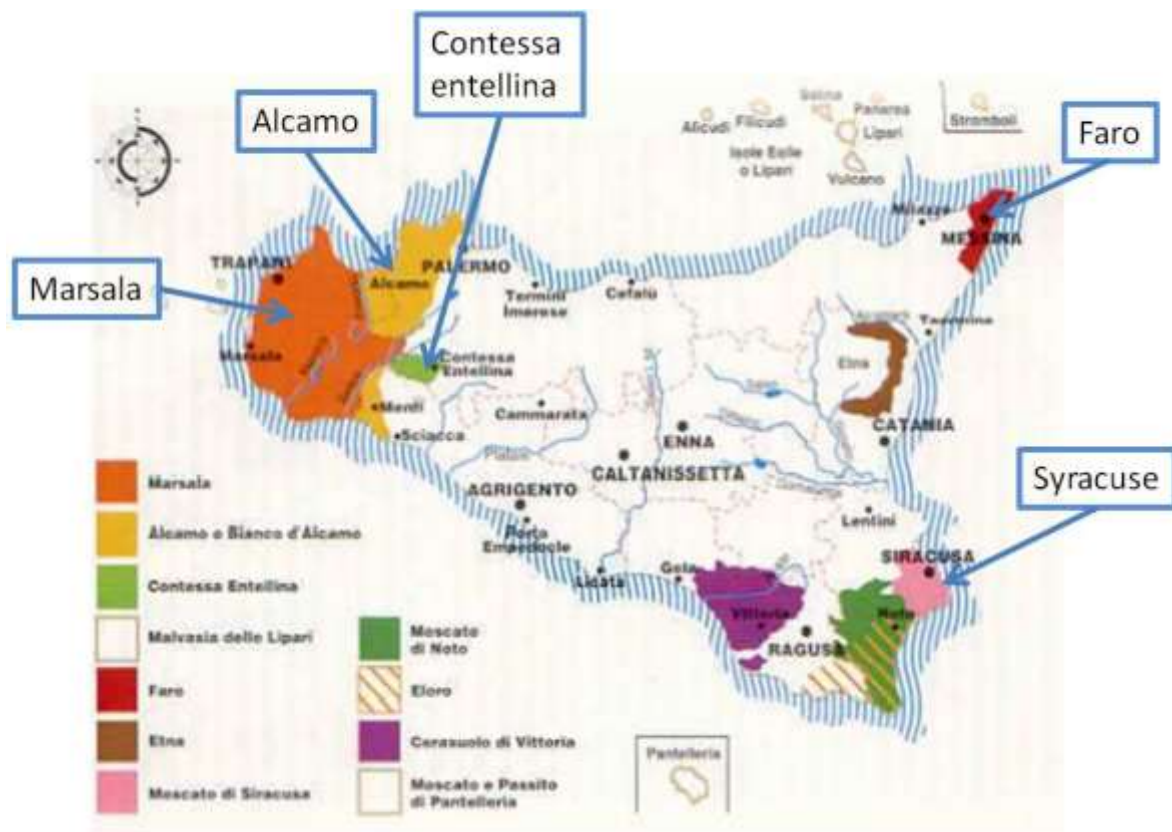 Contessa
entellina
Alcamo
Faro
Marsala
Syracuse
Alicudi
Filicudi
Salina
Panarea
Lipari
Stromboli
Isole Eolie
o Lipari
Vulcano
Milazzo
MESSINA
TRAPANI
Alcamo
PALERMO
Termini
Imerese
Cefalù
Taormina
Marsala
Contessa
Entellina
Etna
Menfi
Cammarata
Sciacca
Platani
ENNA
CATANIA
CALTANISSETTA
AGRIGENTO
Porto
Empedocle
Lentini
SIRACUSA
Gela
Licata
Vittoria
Noto
RAGUSA
Marsala
Alcamo o Bianco d'Alcamo
Contessa Entellina
Malvasia delle Lipari
Faro
Etna
Moscato di Siracusa
Moscato
di Noto
Eloro
Cerasuolo di Vittoria
Moscato e Passito
di Pantelleria
Pantelleria